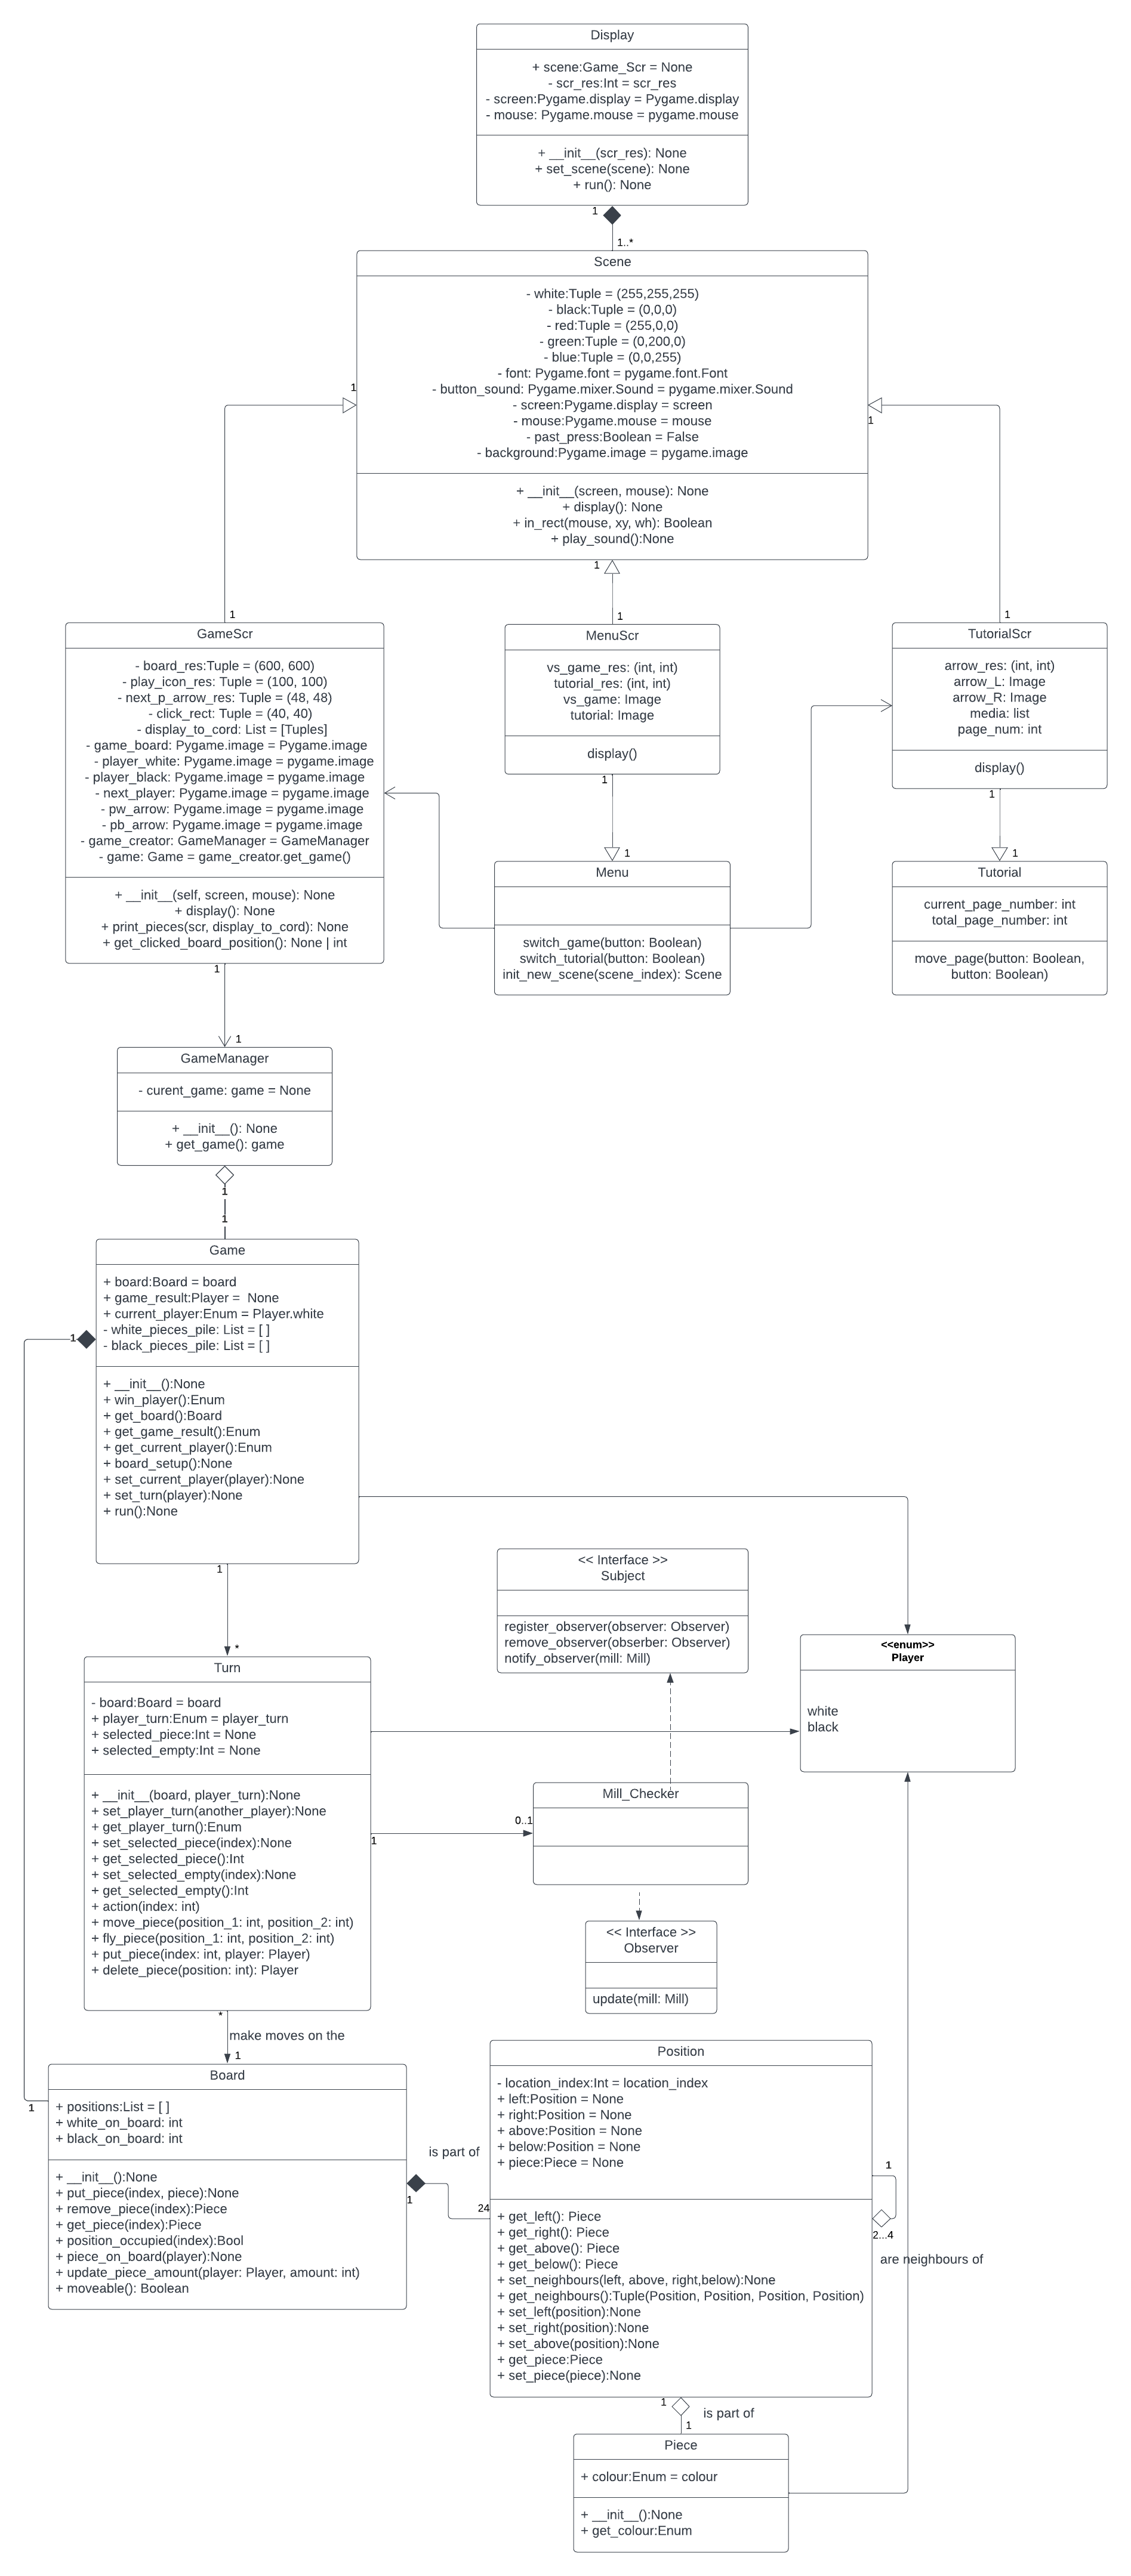 Display
+ scene:Game_Scr = None
- scr_res:Int = scr_res
- screen:Pygame.display = Pygame.display
- mouse: Pygame.mouse = pygame.mouse
+ __init__(scr_res): None
+ set_scene(scene): None
+ run(): None
1
1..*
Scene
- white:Tuple = (255,255,255)
- black:Tuple = (0,0,0)
- red:Tuple = (255,0,0)
- green:Tuple = (0,200,0)
- blue:Tuple = (0,0,255)
- font: Pygame.font = pygame.font.Font
- button_sound: Pygame.mixer.Sound = pygame.mixer.Sound
- screen:Pygame.display = screen
- mouse:Pygame.mouse = mouse
- past_press:Boolean = False
- background:Pygame.image = pygame.image
+ __init__(screen, mouse): None
+ display(): None
+ in_rect(mouse, xy, wh): Boolean
+ play_sound():None
1
1
1
1
1
1
GameScr
- board_res:Tuple = (600, 600)
- play_icon_res: Tuple = (100, 100)
- next_p_arrow_res: Tuple = (48, 48)
- click_rect: Tuple = (40, 40)
- display_to_cord: List = [Tuples]
- game_board: Pygame.image = Pygame.image
- player_white: Pygame.image = pygame.image
- player_black: Pygame.image = pygame.image
- next_player: Pygame.image = pygame.image
- pw_arrow: Pygame.image = pygame.image
- pb_arrow: Pygame.image = pygame.image
- game_creator: GameManager = GameManager
- game: Game = game_creator.get_game()
+ __init__(self, screen, mouse): None
+ display(): None
+ print_pieces(scr, display_to_cord): None
+ get_clicked_board_position(): None | int
MenuScr
vs_game_res: (int, int)
tutorial_res: (int, int)
vs_game: Image
tutorial: Image
display()
TutorialScr
arrow_res: (int, int)
arrow_L: Image
arrow_R: Image
media: list
page_num: int
display()
1
1
1
1
Menu
switch_game(button: Boolean)
switch_tutorial(button: Boolean)
init_new_scene(scene_index): Scene
Tutorial
current_page_number: int
total_page_number: int
move_page(button: Boolean,
button: Boolean)
1
1
GameManager
- curent_game: game = None
+ __init__(): None
+ get_game(): game
1
1
Game
+ board:Board = board
+ game_result:Player =  None
+ current_player:Enum = Player.white
- white_pieces_pile: List = [ ]
- black_pieces_pile: List = [ ]
+ __init__():None
+ win_player():Enum
+ get_board():Board
+ get_game_result():Enum
+ get_current_player():Enum
+ board_setup():None
+ set_current_player(player):None
+ set_turn(player):None
+ run():None
1
1
*
<< Interface >>
Subject
register_observer(observer: Observer)
remove_observer(obserber: Observer)
notify_observer(mill: Mill)
<<enum>>
Player
white
black
Turn
- board:Board = board
+ player_turn:Enum = player_turn
+ selected_piece:Int = None
+ selected_empty:Int = None
+ __init__(board, player_turn):None
+ set_player_turn(another_player):None
+ get_player_turn():Enum
+ set_selected_piece(index):None
+ get_selected_piece():Int
+ set_selected_empty(index):None
+ get_selected_empty():Int
+ action(index: int)
+ move_piece(position_1: int, position_2: int)
+ fly_piece(position_1: int, position_2: int)
+ put_piece(index: int, player: Player)
+ delete_piece(position: int): Player
1
0..1
Mill_Checker
<< Interface >>
Observer
update(mill: Mill)
*
make moves on the
1
1
Board
+ positions:List = [ ]
+ white_on_board: int
+ black_on_board: int
+ __init__():None
+ put_piece(index, piece):None
+ remove_piece(index):Piece
+ get_piece(index):Piece
+ position_occupied(index):Bool
+ piece_on_board(player):None
+ update_piece_amount(player: Player, amount: int)
+ moveable(): Boolean
is part of
1
24
Position
- location_index:Int = location_index
+ left:Position = None
+ right:Position = None
+ above:Position = None
+ below:Position = None
+ piece:Piece = None
+ get_left(): Piece
+ get_right(): Piece
+ get_above(): Piece
+ get_below(): Piece
+ set_neighbours(left, above, right,below):None
+ get_neighbours():Tuple(Position, Position, Position, Position)
+ set_left(position):None
+ set_right(position):None
+ set_above(position):None
+ get_piece:Piece
+ set_piece(piece):None
1
2...4
are neighbours of
1
is part of
1
Piece
+ colour:Enum = colour
+ __init__():None
+ get_colour:Enum